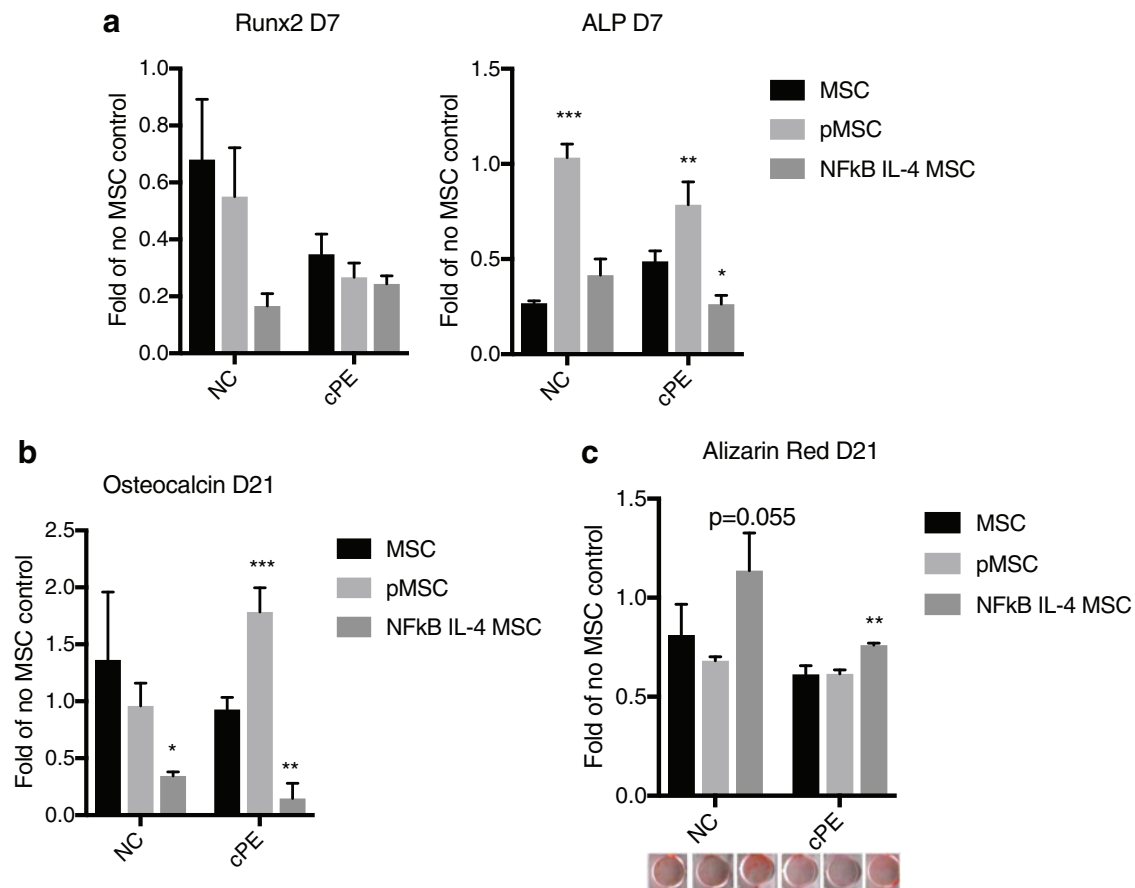 a
Runx2 D7
Fold of no MSC control
1.0
0.8
0.6
0.4
0.2
0.0
NC
cPE
ALP D7
Fold of no MSC control
1.5
1.0
0.5
0.0
***
**
*
NC
cPE
MSC
pMSC
NFkB IL-4 MSC
b
Osteocalcin D21
Fold of no MSC control
2.5
2.0
1.5
1.0
0.5
0.0
*
***
**
NC
cPE
MSC
pMSC
NFkB IL-4 MSC
c
Alizarin Red D21
Fold of no MSC control
1.5
1.0
0.5
0.0
p=0.055
**
NC
cPE
MSC
pMSC
NFkB IL-4 MSC